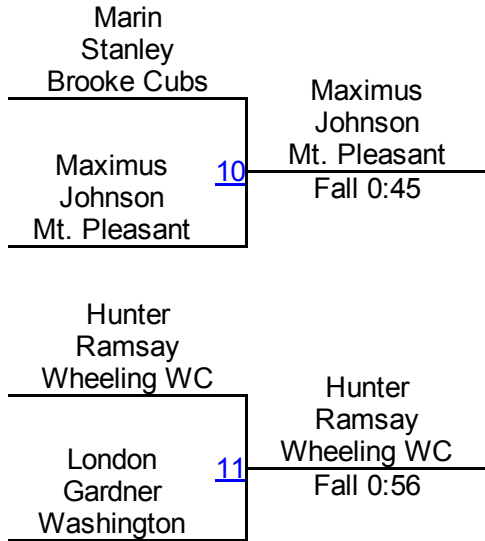 Marin
Stanley
Brooke Cubs
Maximus
Johnson
Mt. Pleasant
10
Maximus
Johnson
Mt. Pleasant
Fall 0:45
Hunter
Ramsay
Wheeling WC
London
Gardner
Washington
11
Hunter
Ramsay
Wheeling WC
Fall 0:56